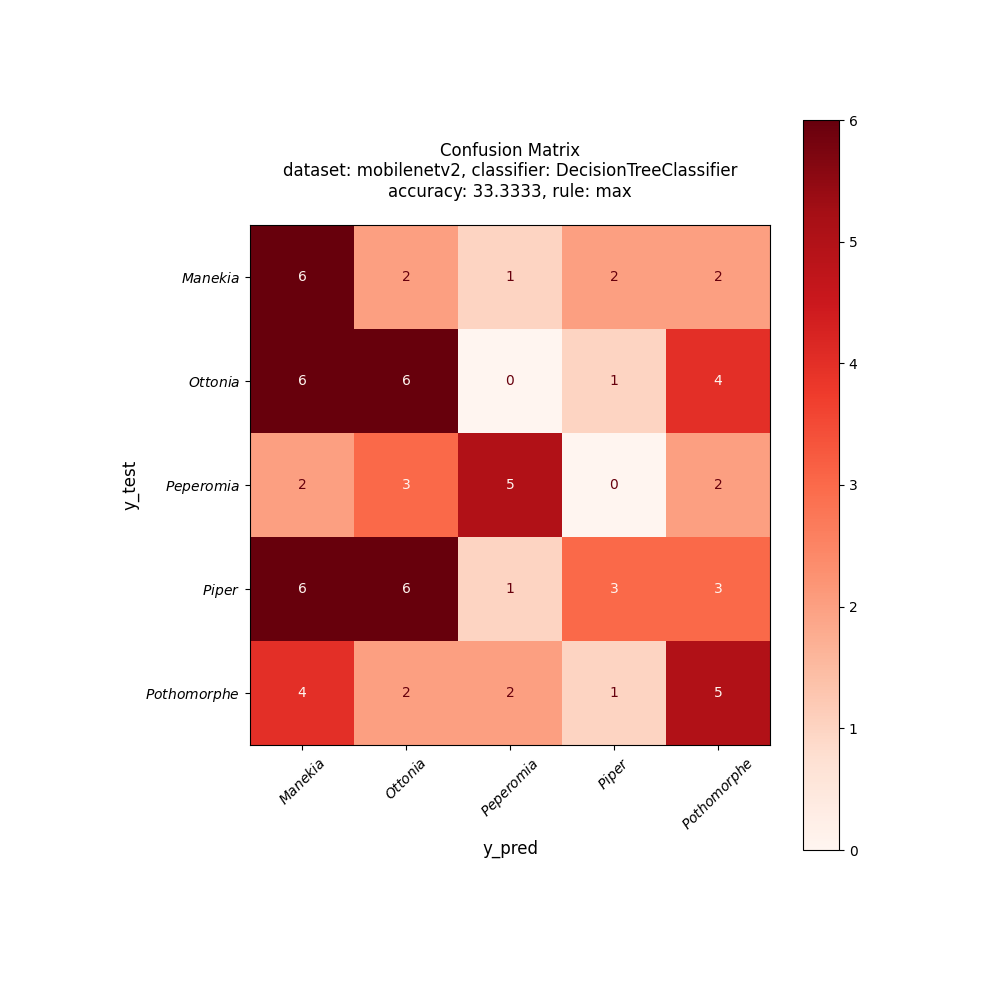 Confusion Matrix
dataset: mobilenetv2, classifier: DecisionTreeClassifier
accuracy: 33.3333, rule: max
y_test
Manekia 6 2 1 2 2
Ottonia 6 6 0 1 4
Peperomia 2 3 5 0 2
Piper 6 6 1 3 3
Pothomorphe 4 2 2 1 5
Manekia Ottonia Peperomia Piper Pothomorphe
y_pred
6
5
4
3
2
1
0